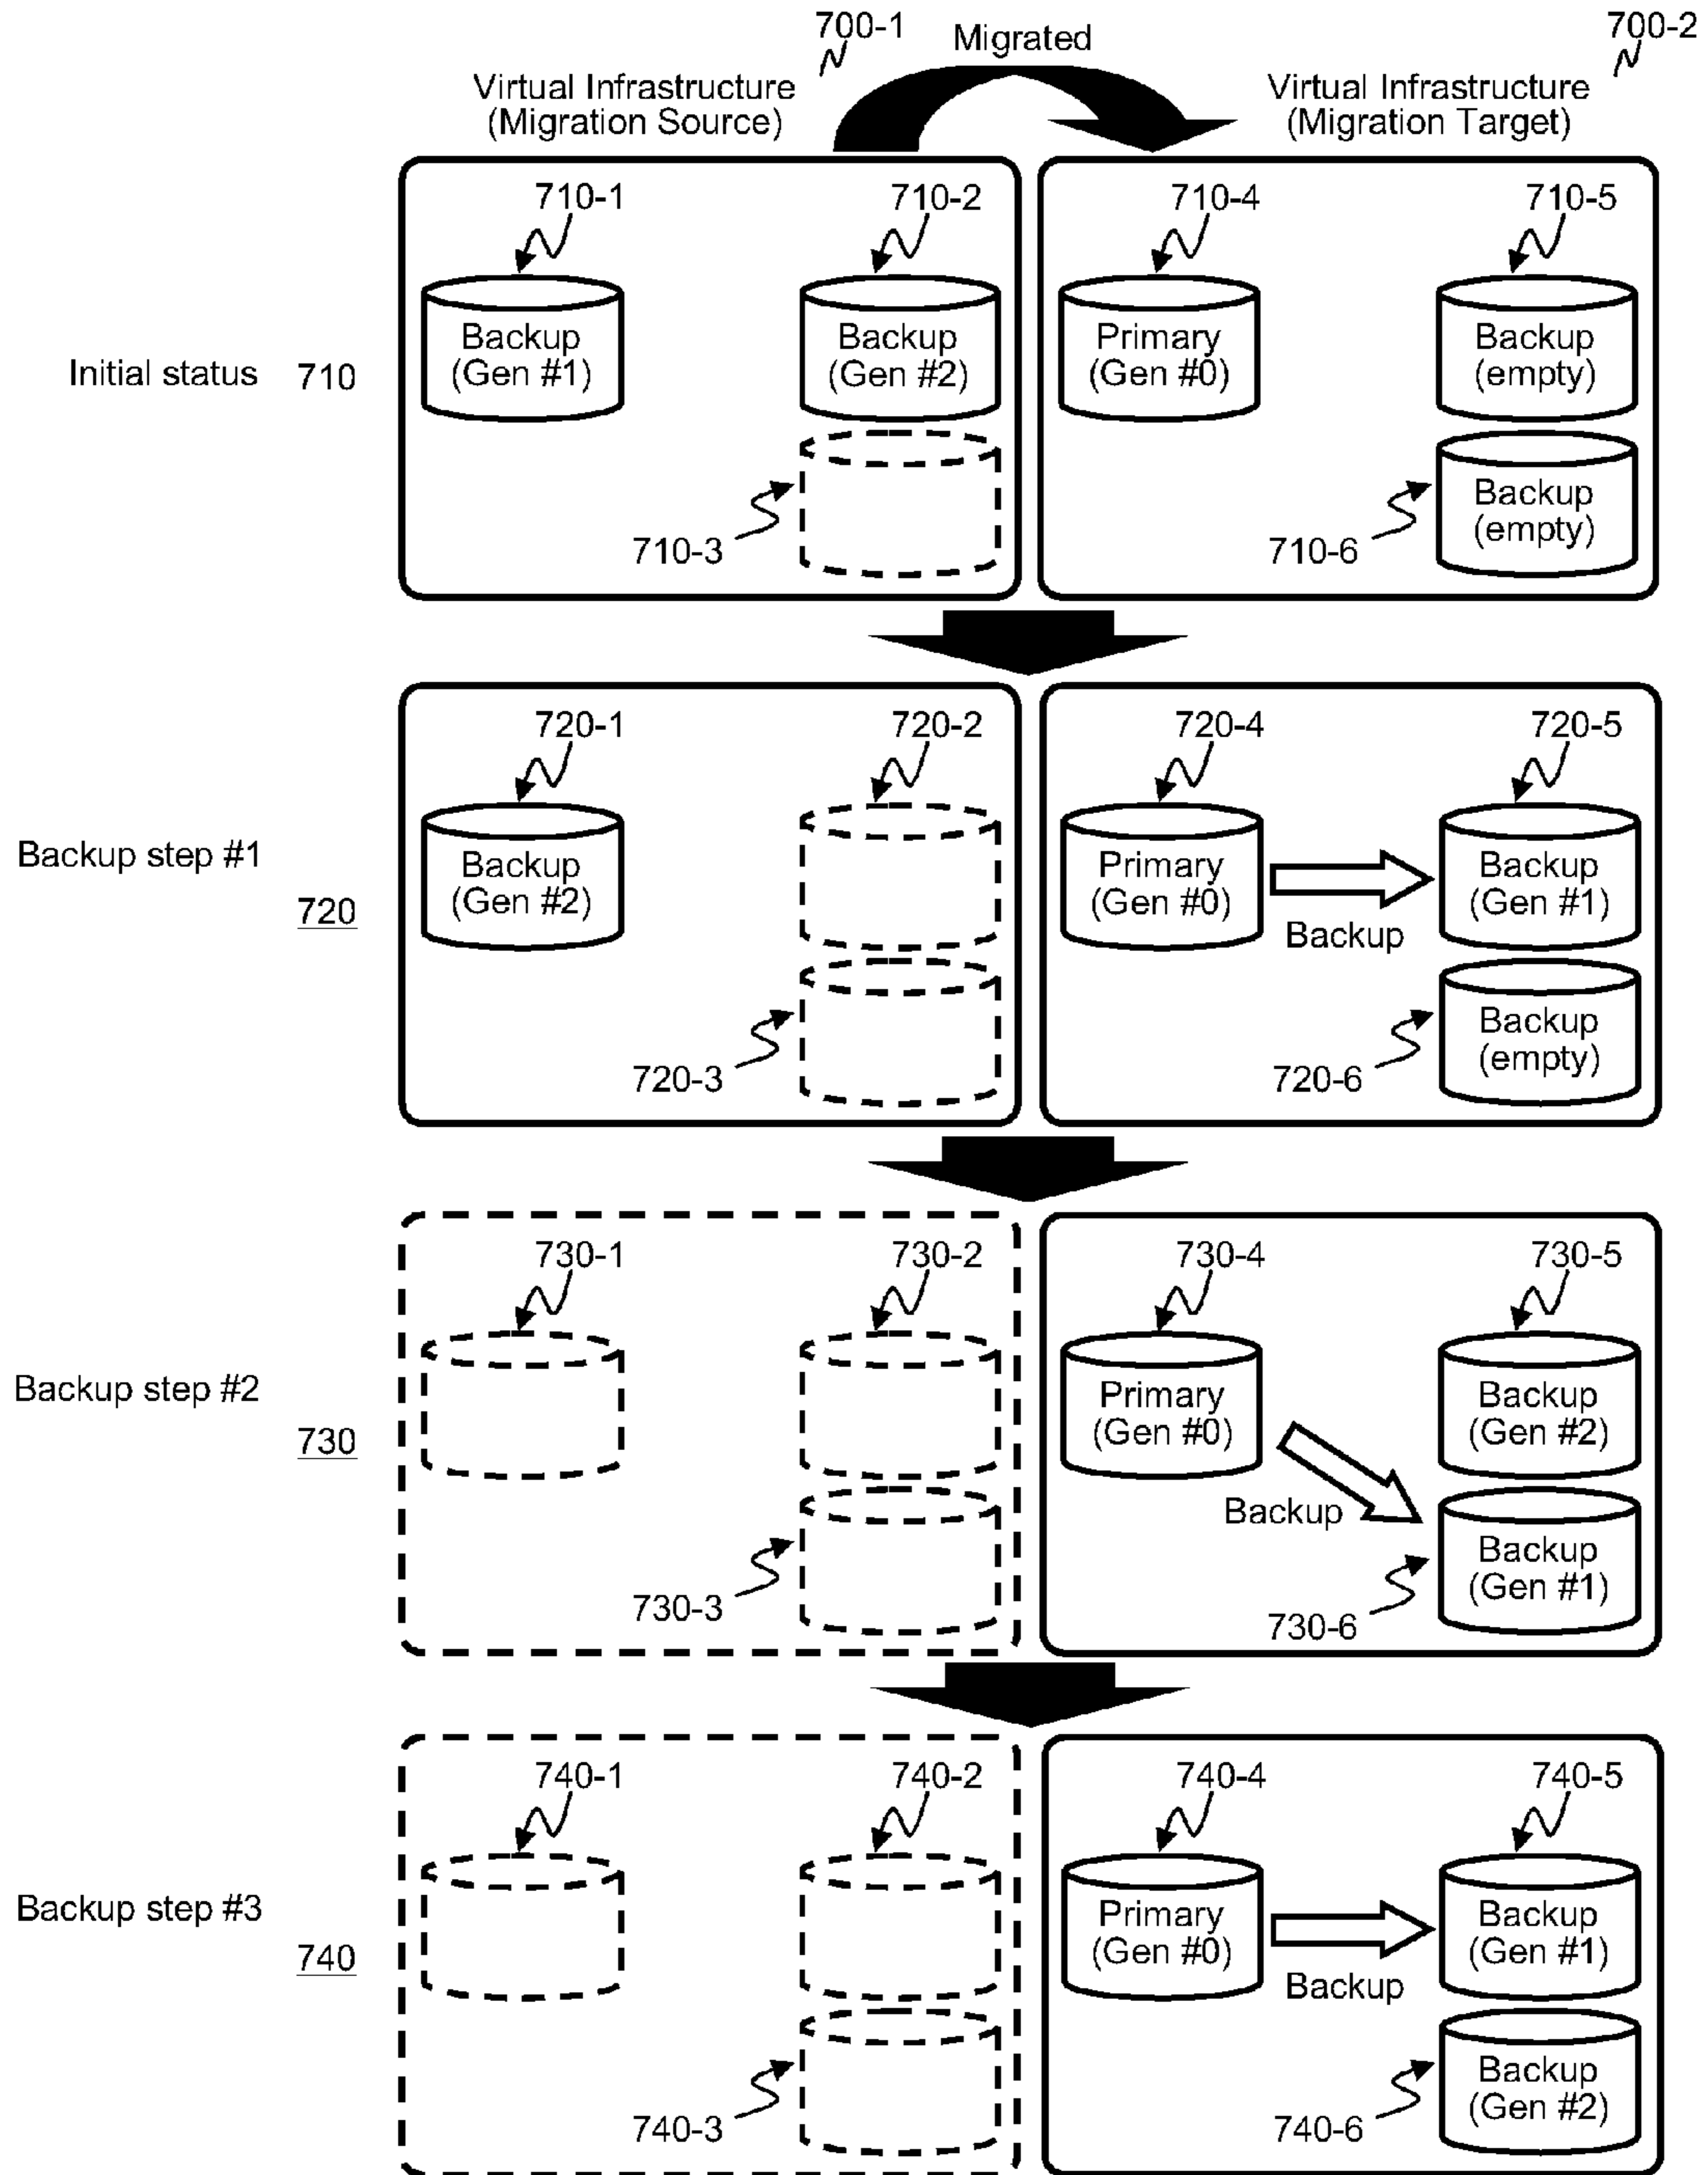 700-1
Migrated
700-2
Virtual Infrastructure
(Migration Source)
Virtual Infrastructure
(Migration Target)
710-1
710-2
710-4
710-5
Backup
(Gen #1)
Backup
(Gen #2)
Primary
(Gen #0)
Backup
(empty)
Initial status 710
710-3
710-6
Backup
(empty)
720-1
720-2
720-4
720-5
Backup step #1
720
Backup
(Gen #2)
Primary
(Gen #0)
Backup
Backup
(Gen #1)
720-3
720-6
Backup
(empty)
730-1
730-2
730-4
730-5
Backup step #2
730
Primary
(Gen #0)
Backup
(Gen #2)
Backup
730-3
730-6
Backup
(Gen #1)
740-1
740-2
740-4
740-5
Backup step #3
740
Primary
(Gen #0)
Backup
Backup
(Gen #1)
740-3
740-6
Backup
(Gen #2)